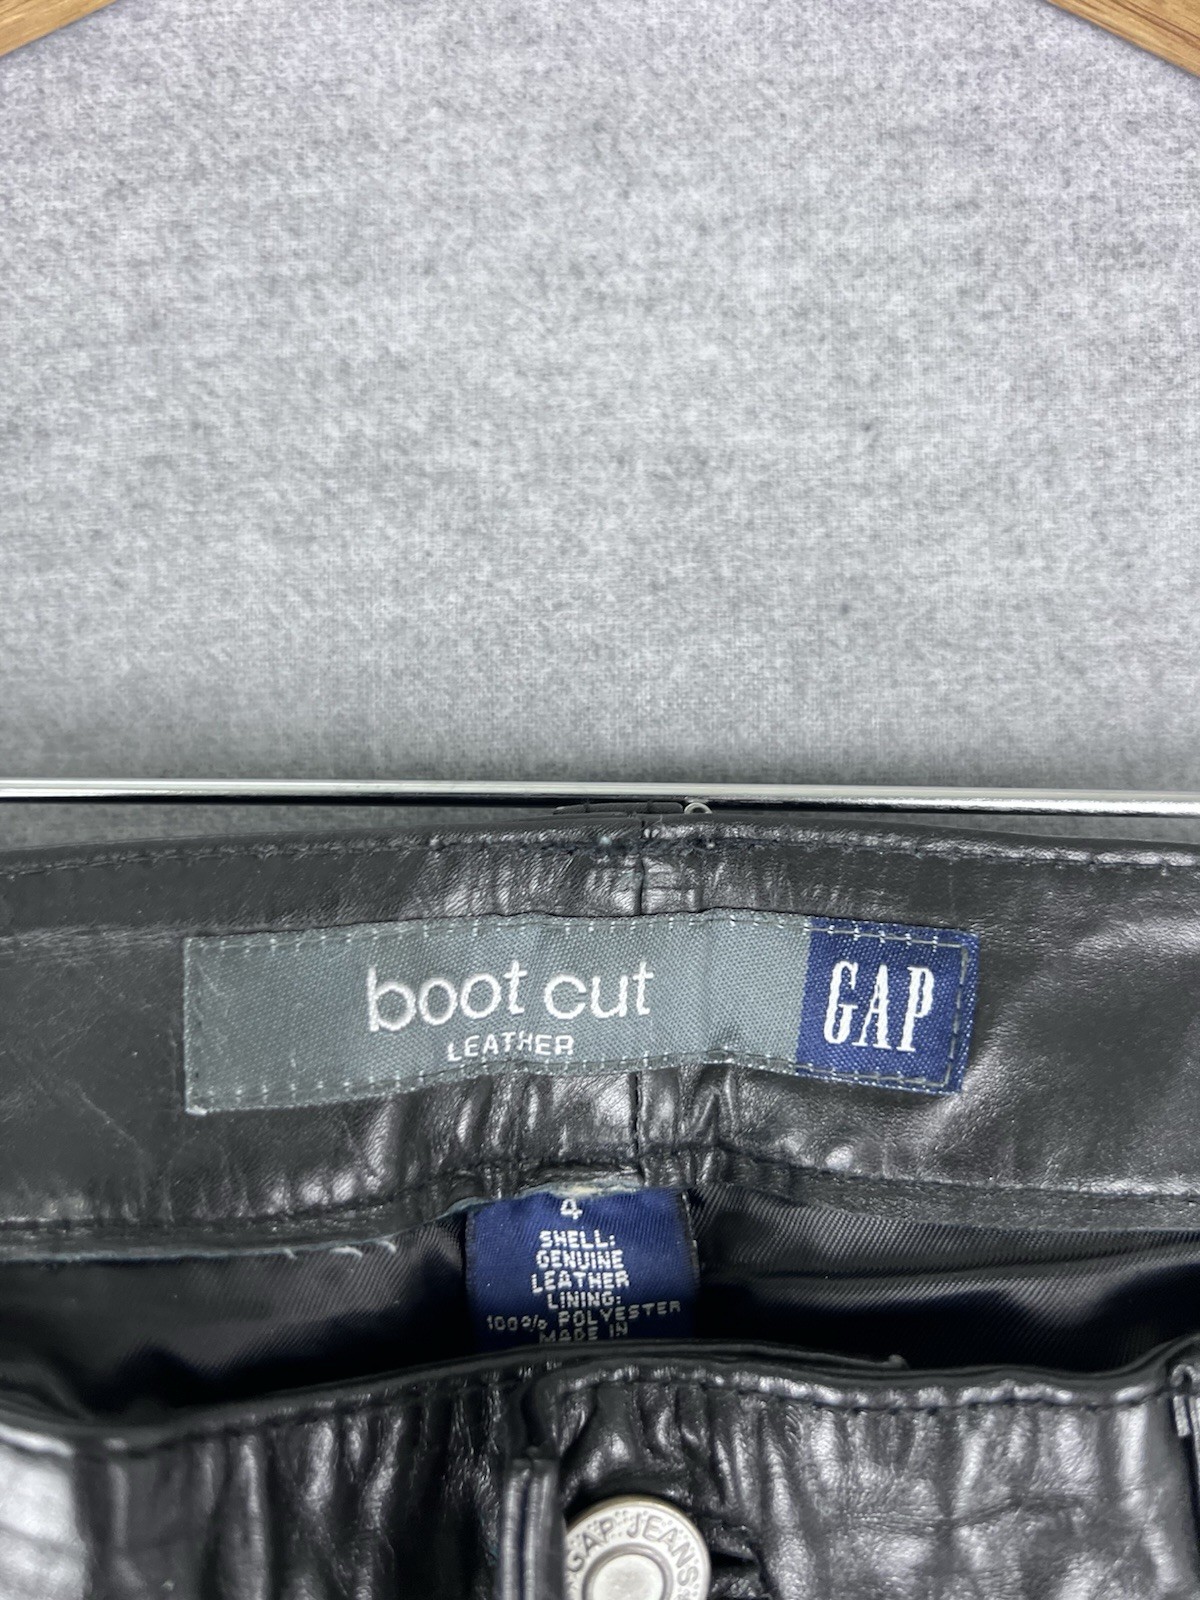 boot cut
LEATHER
GAP
4
SHELL:
GENUINE
LEATHER
LINING:
100% POLYESTER
MADE IN
GAP JEANS